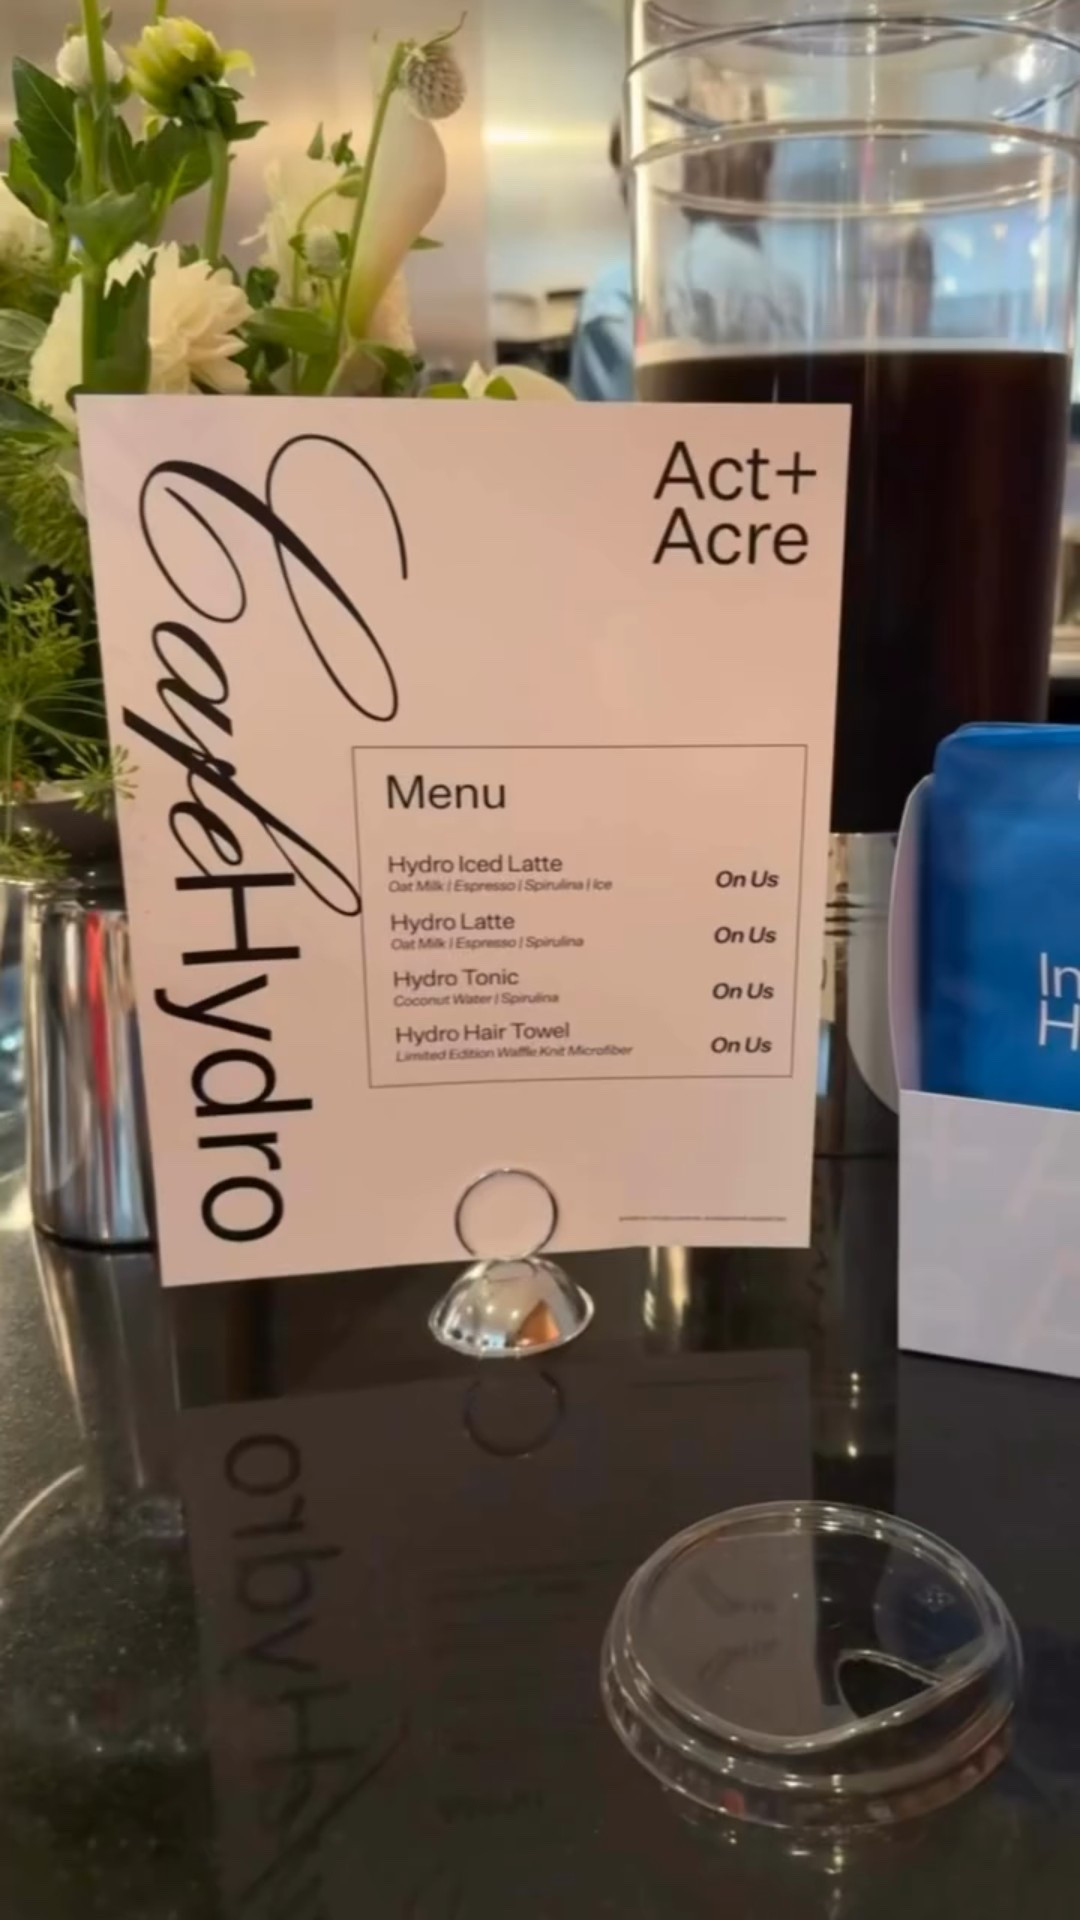 Café Hydro
Act+
Acre
Menu
Hydro Iced Latte
Oat Milk | Espresso | Spirulina | Ice
On Us
Hydro Latte
Oat Milk | Espresso | Spirulina
On Us
Hydro Tonic
Coconut Water | Spirulina
On Us
Hydro Hair Towel
Limited Edition Waffle Knit Microfiber
On Us
In
H